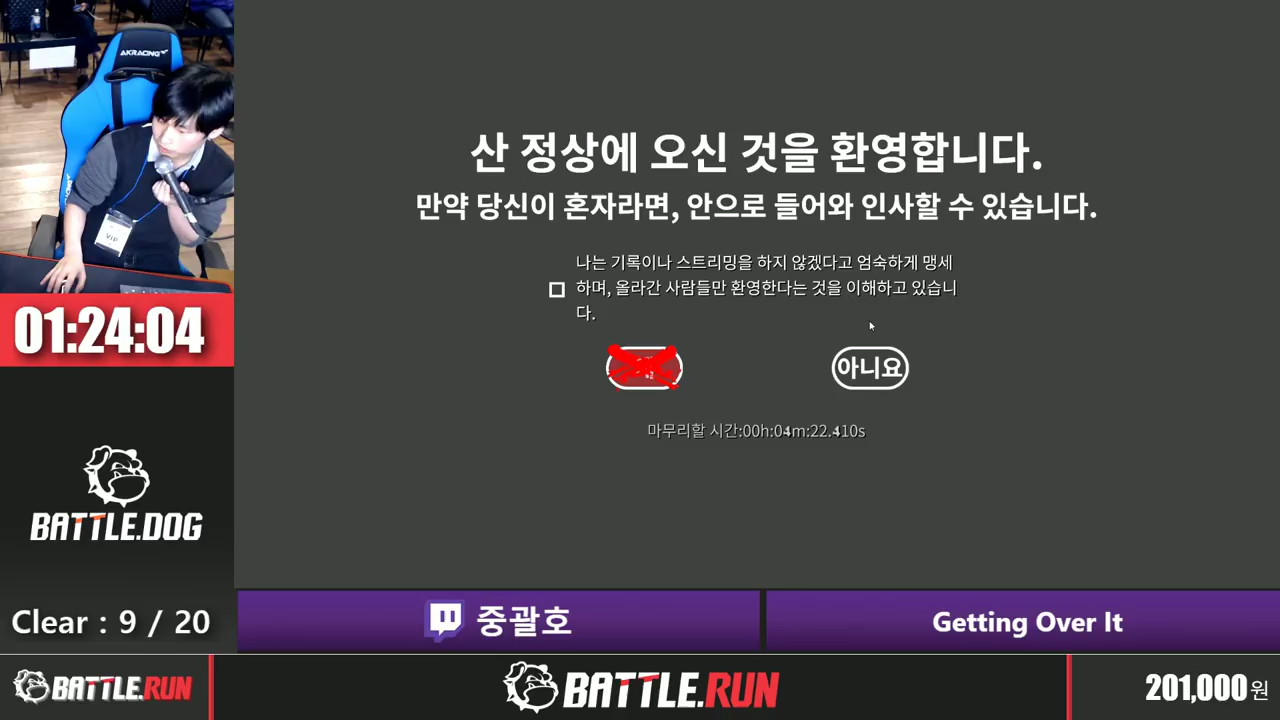 AKRACING
VIP
산 정상에 오신 것을 환영합니다.
만약 당신이 혼자라면, 안으로 들어와 인사할 수 있습니다.
나는 기록이나 스트리밍을 하지 않겠다고 엄숙하게 맹세
하며, 올라간 사람들만 환영한다는 것을 이해하고 있습니
다.
아니요
마무리할 시간:00h:04m:22.410s
01:24:04
BATTLE.DOG
Clear : 9 / 20
중괄호
Getting Over It
BATTLE.RUN
BATTLE.RUN
201,000원